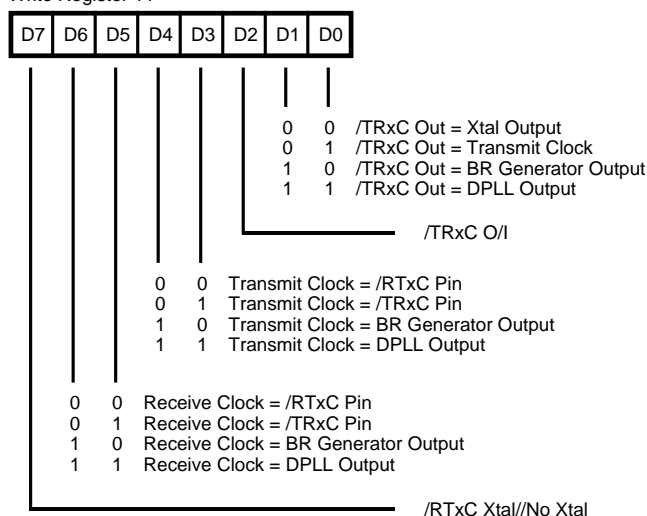 D7 D6 D5 D4 D3 D2 D1 D0
0 0 /TRxC Out = Xtal Output
0 1 /TRxC Out = Transmit Clock
1 0 /TRxC Out = BR Generator Output
1 1 /TRxC Out = DPLL Output
/TRxC O/I
0 0 Transmit Clock = /RTxC Pin
0 1 Transmit Clock = /TRxC Pin
1 0 Transmit Clock = BR Generator Output
1 1 Transmit Clock = DPLL Output
0 0 Receive Clock = /RTxC Pin
0 1 Receive Clock = /TRxC Pin
1 0 Receive Clock = BR Generator Output
1 1 Receive Clock = DPLL Output
/RTxC Xtal//No Xtal